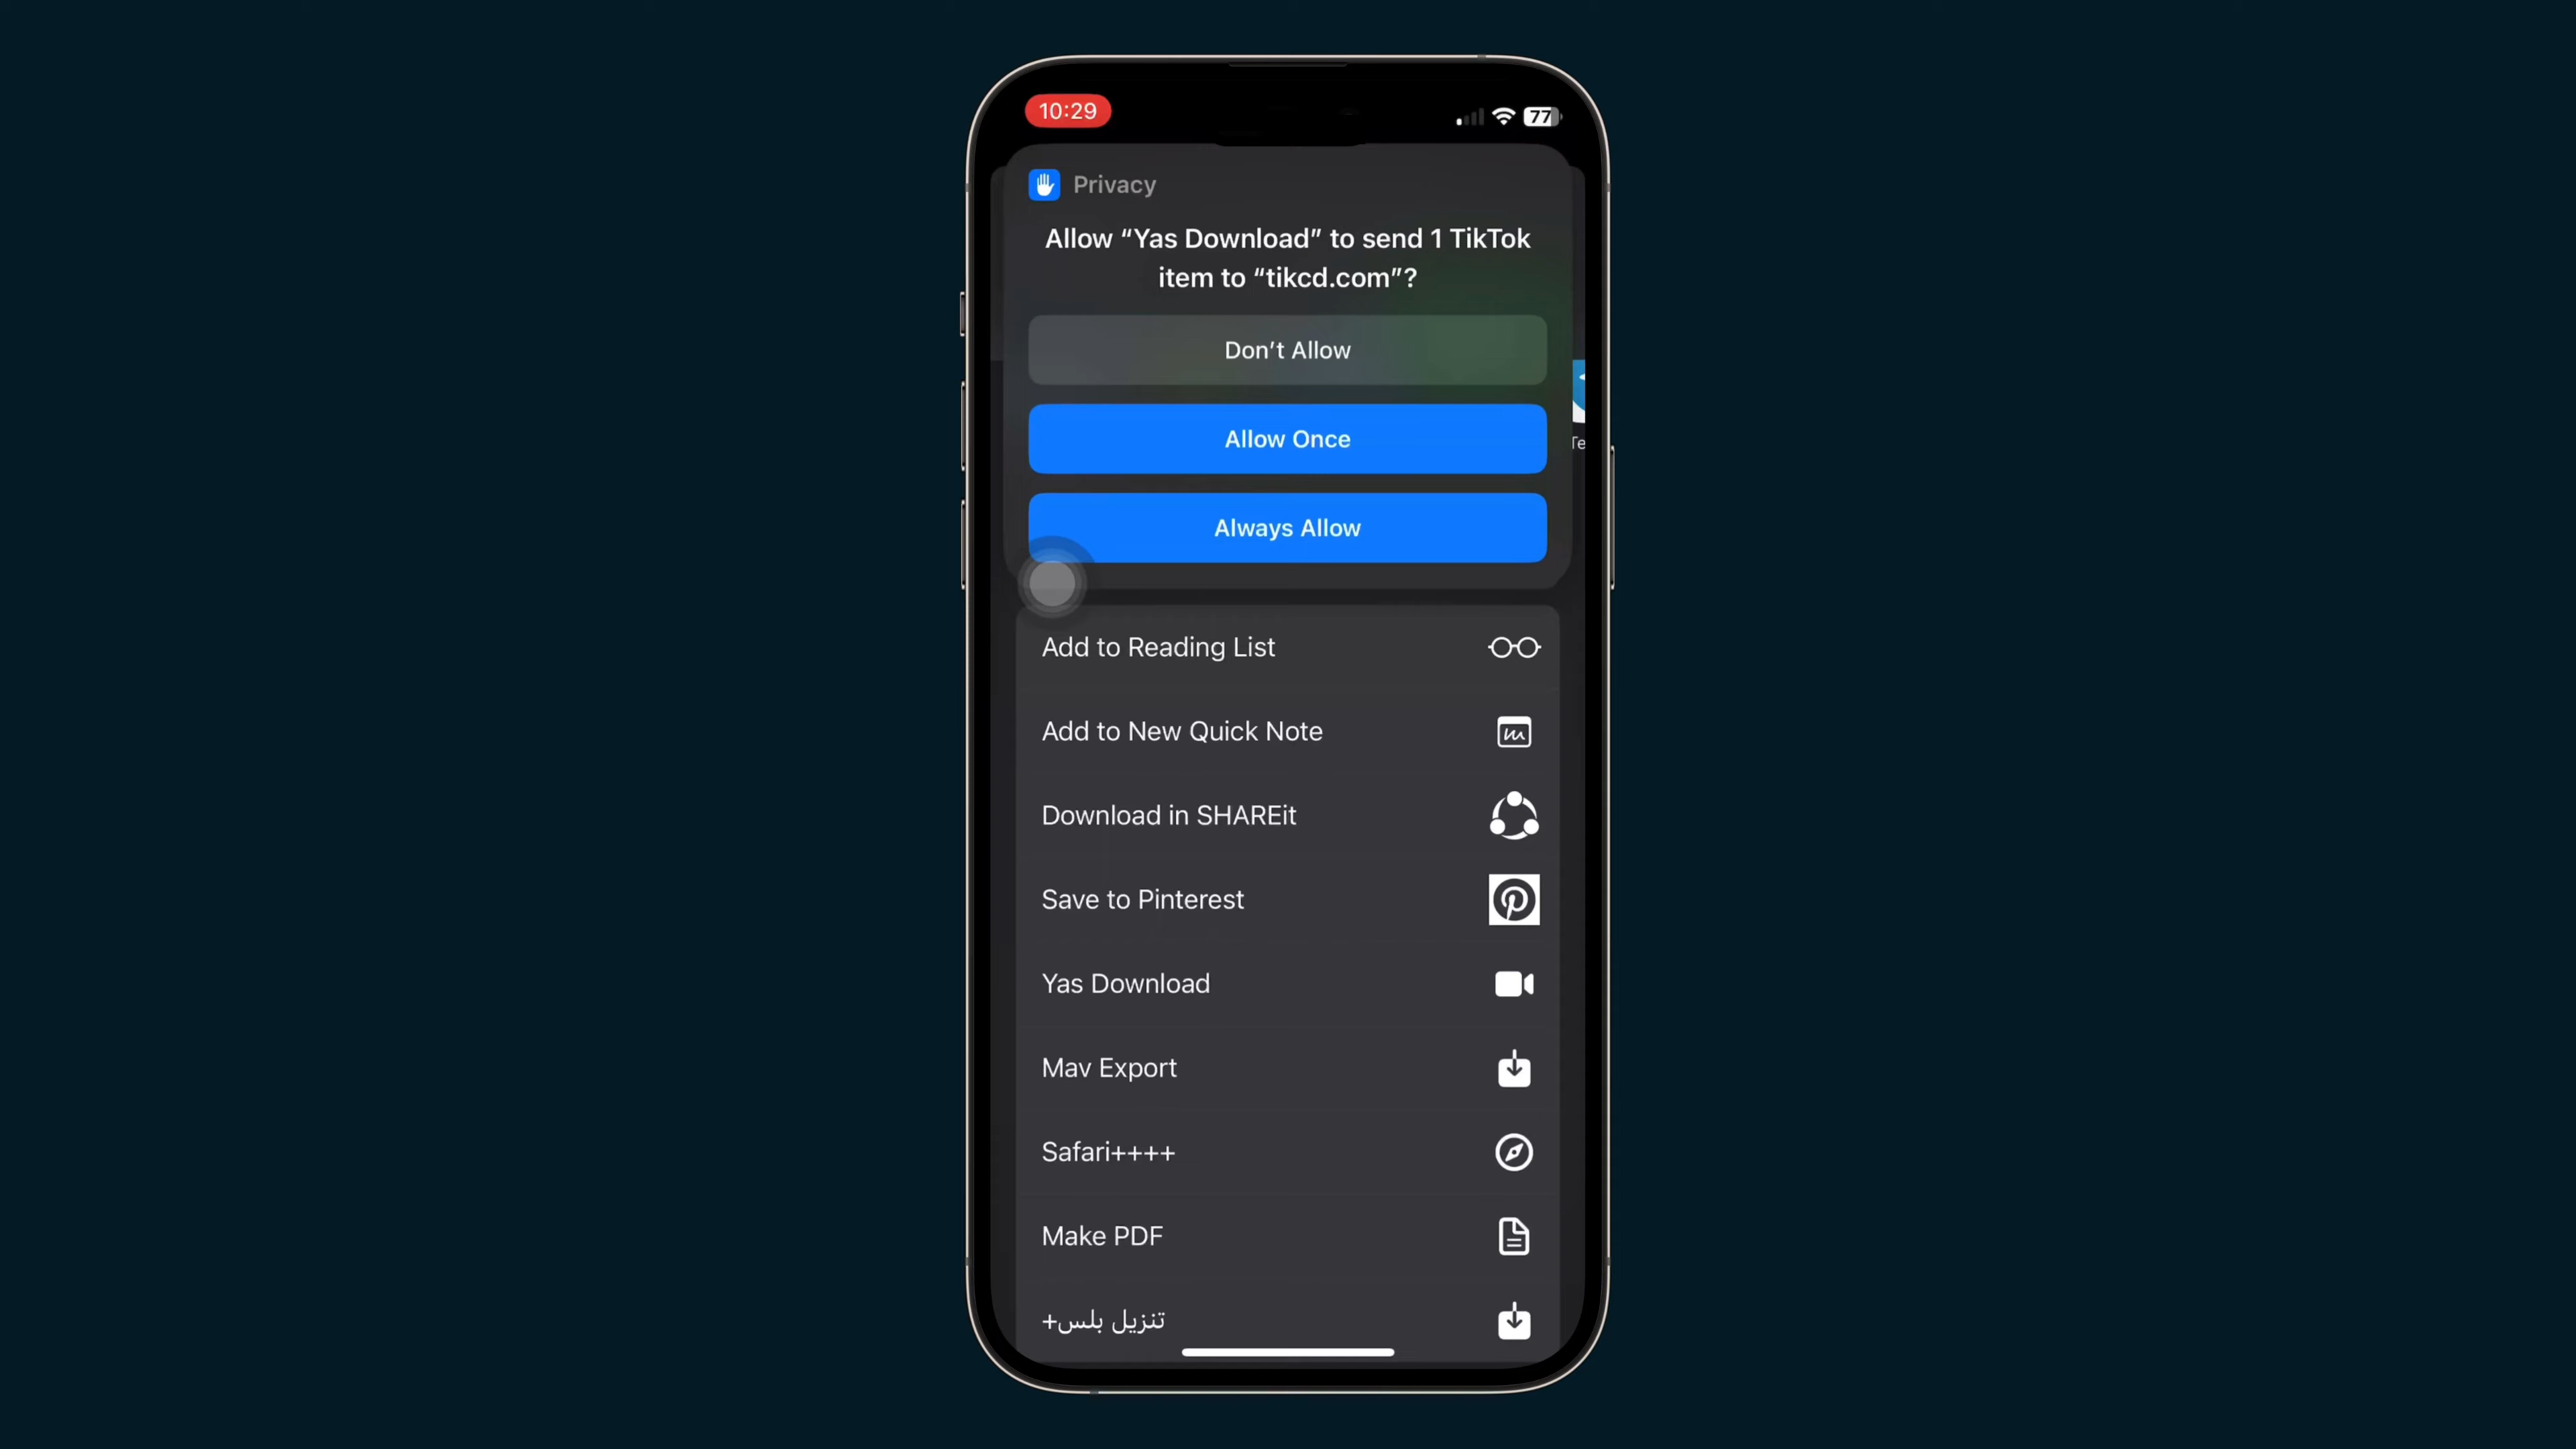 10:29
77
Privacy
Allow “Yas Download” to send 1 TikTok
item to “tikcd.com”?
Don’t Allow
Allow Once
Te
Always Allow
Add to Reading List
Add to New Quick Note
Download in SHAREit
Save to Pinterest
Yas Download
Mav Export
Safari++++
Make PDF
تنزيل بلس+